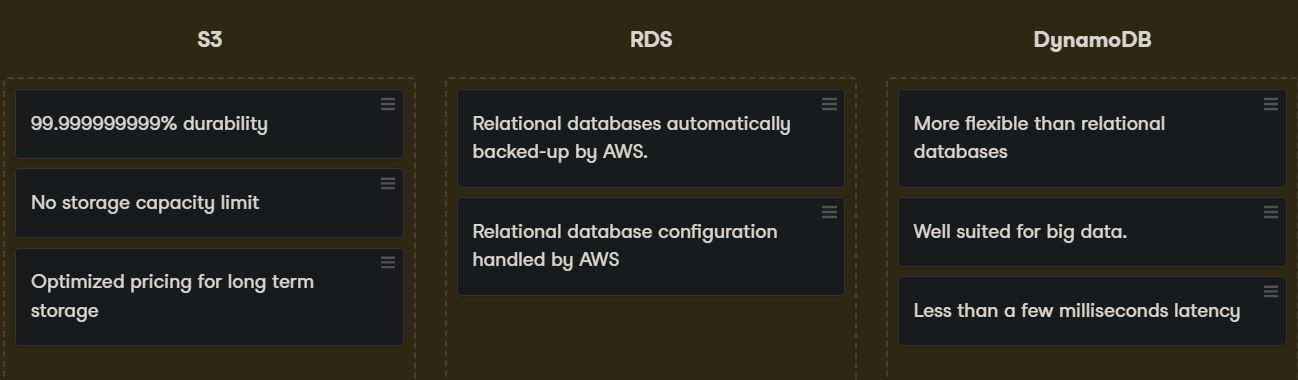 S3
99.999999999% durability
No storage capacity limit
Optimized pricing for long term
storage
RDS
Relational databases automatically
backed-up by AWS.
Relational database configuration
handled by AWS
DynamoDB
More flexible than relational
databases
Well suited for big data.
Less than a few milliseconds latency